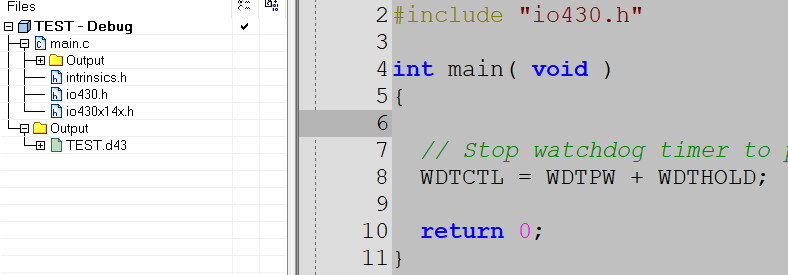 Files
TEST - Debug
main.c
Output
intrinsics.h
io430.h
io430x14x.h
Output
TEST.d43
2 #include "io430.h"
3
4 int main( void )
5 {
6
7 // Stop watchdog timer to
8 WDTCTL = WDTPW + WDTHOLD;
9
10 return 0;
11 }